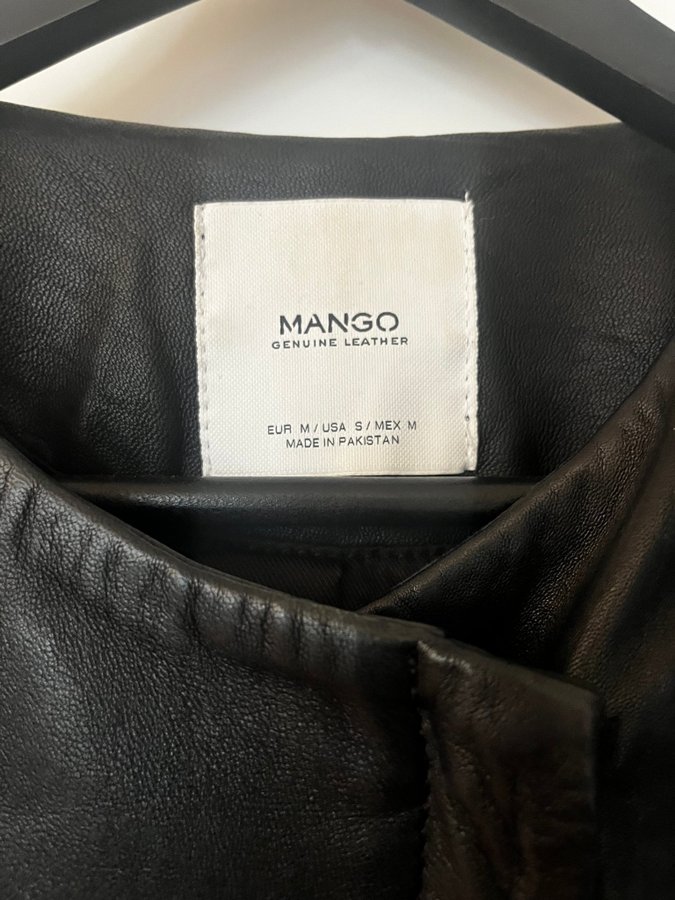 MANGO
GENUINE LEATHER
EUR M / USA S / MEX M
MADE IN PAKISTAN